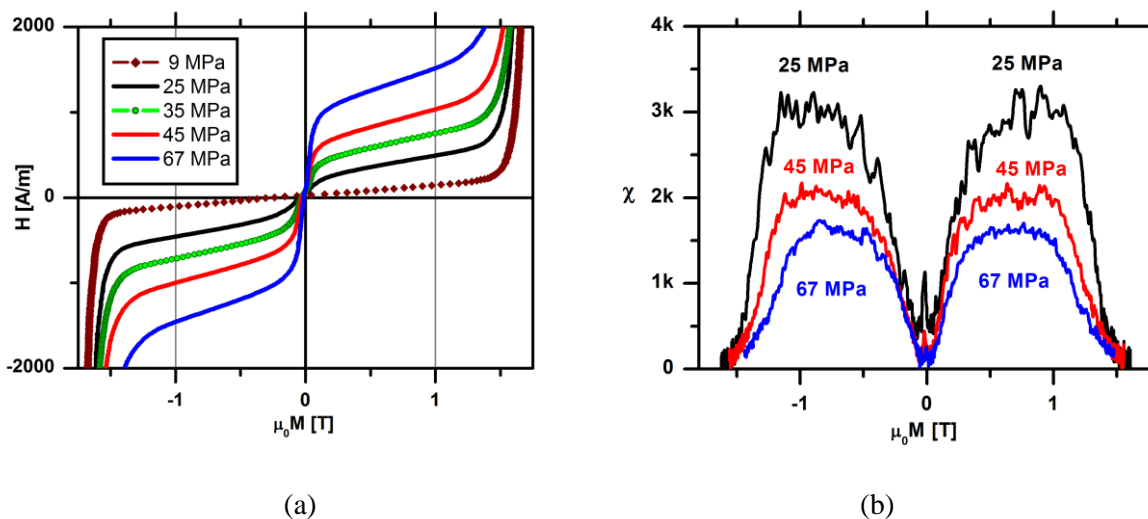 2000
0
-2000
H [A/m]
9 MPa
25 MPa
35 MPa
45 MPa
67 MPa
-1 0 1
μ₀M [T]
(a)
4k
3k
2k
1k
0
χ
25 MPa 25 MPa
45 MPa 45 MPa
67 MPa 67 MPa
-1 0 1
μ₀M [T]
(b)